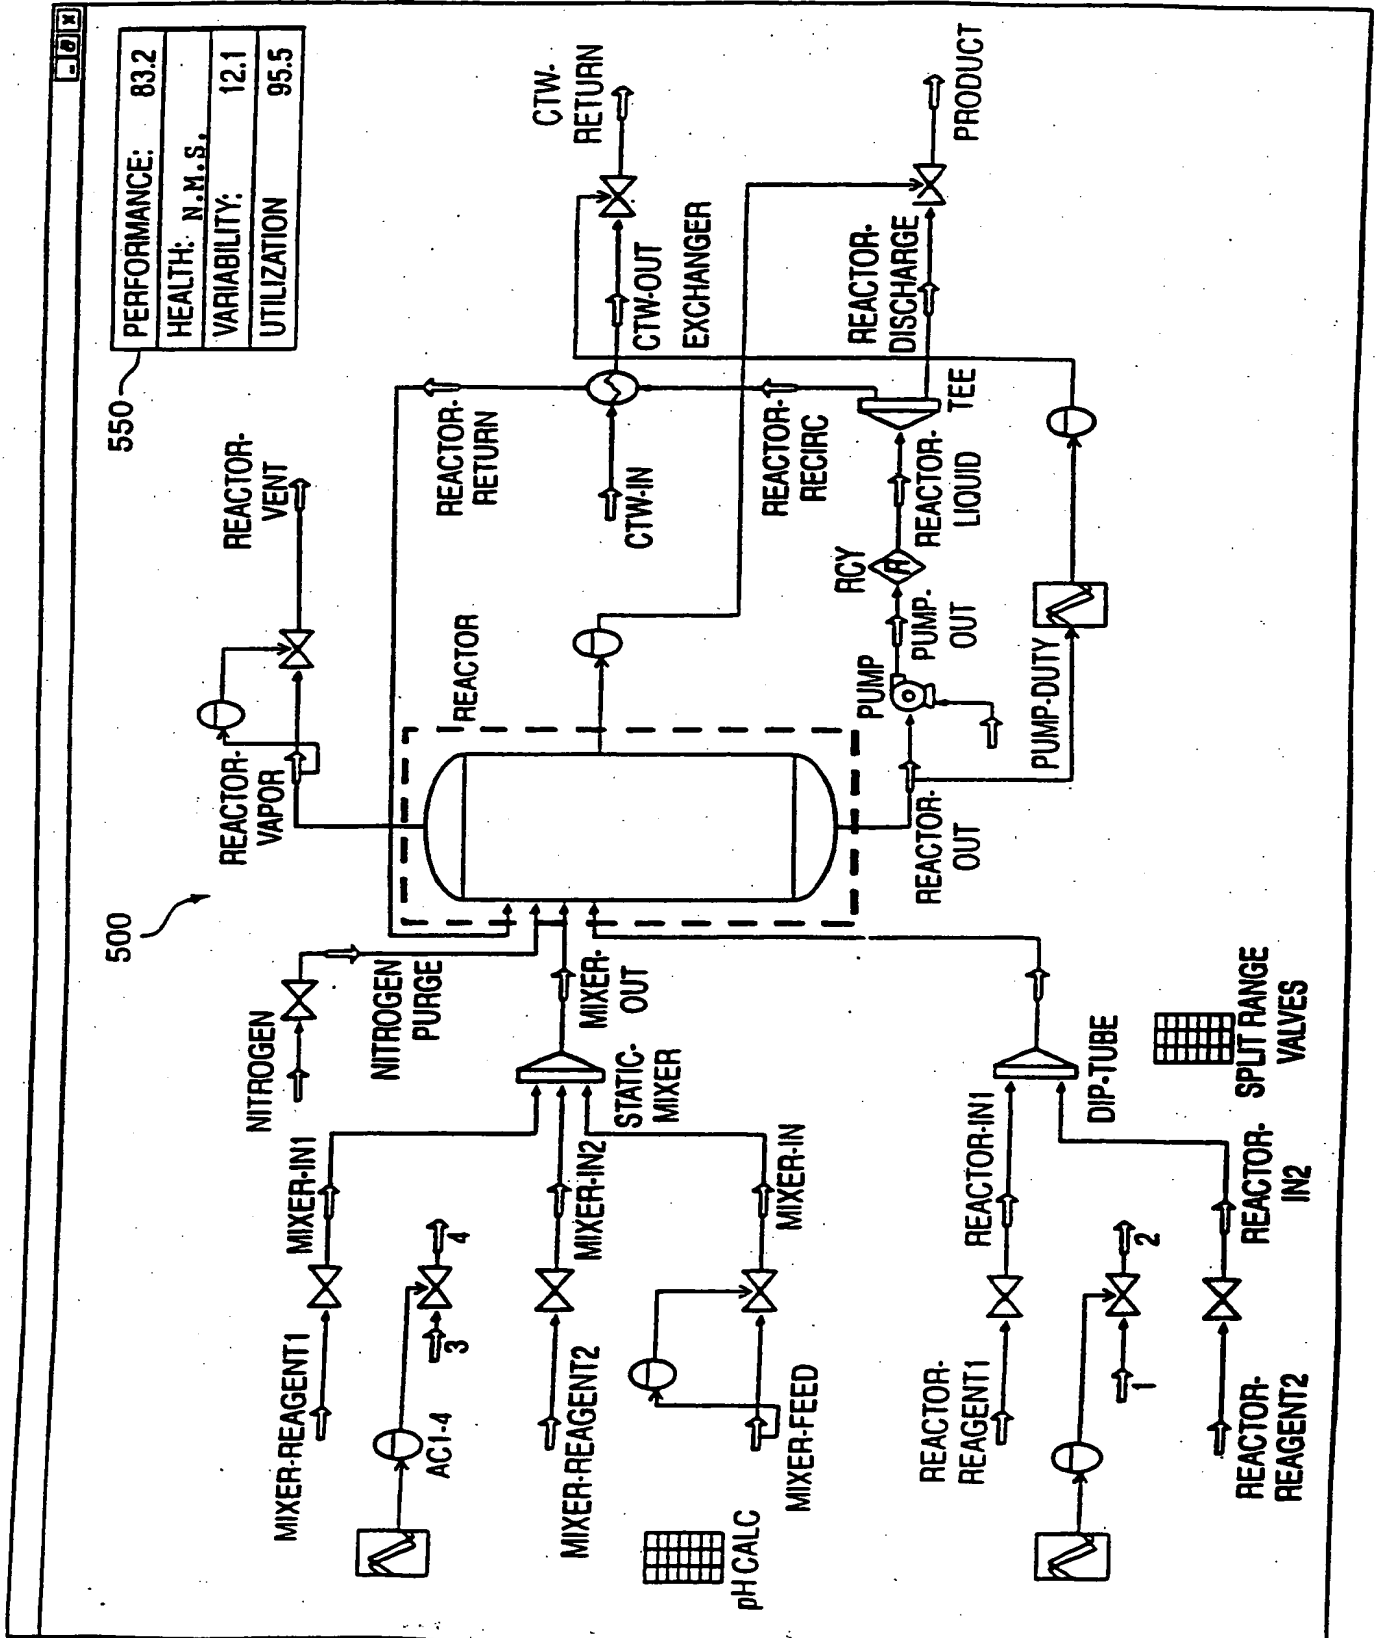 500
550
PERFORMANCE: 83.2
HEALTH: N.M.S.
VARIABILITY: 12.1
UTILIZATION 95.5
NITROGEN
NITROGEN
PURGE
REACTOR-
VAPOR
REACTOR-
VENT
MIXER-REAGENT1
MIXER-IN1
AC1-4
3
4
MIXER-REAGENT2
MIXER-IN2
STATIC-
MIXER
MIXER-
OUT
REACTOR
REACTOR-
RETURN
CTW-IN
CTW-OUT
CTW-
RETURN
EXCHANGER
pH CALC
MIXER-FEED
MIXER-IN
REACTOR-
RECIRC
RCY
R
PUMP
PUMP-
OUT
REACTOR-
LIQUID
TEE
REACTOR-
DISCHARGE
PRODUCT
REACTOR-
OUT
PUMP-DUTY
REACTOR-
REAGENT1
REACTOR-IN1
DIP-TUBE
1
2
REACTOR-
REAGENT2
REACTOR-
IN2
SPLIT RANGE
VALVES